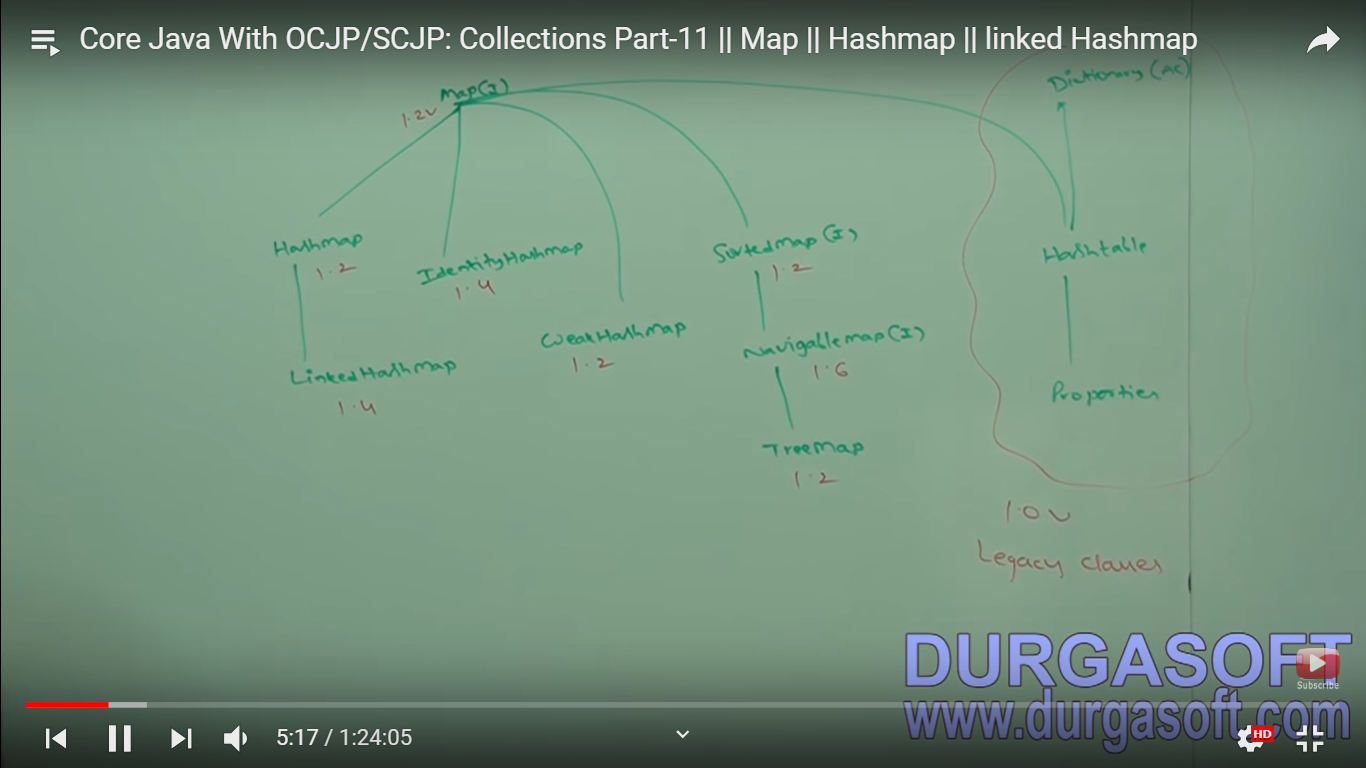 Core Java With OCJP/SCJP: Collections Part-11 || Map || Hashmap || linked Hashmap
Map(I)
1.2v
Dictionary (AC)
HashMap
1.2
IdentityHashmap
1.4
SortedMap (I)
1.2
Hashtable
WeakHashMap
1.2
Navigablemap(I)
1.6
LinkedHashMap
1.4
Properties
TreeMap
1.2
1.0 v
Legacy classes
DURGASOFT
Subscribe
www.durgasoft.com
5:17 / 1:24:05
HD